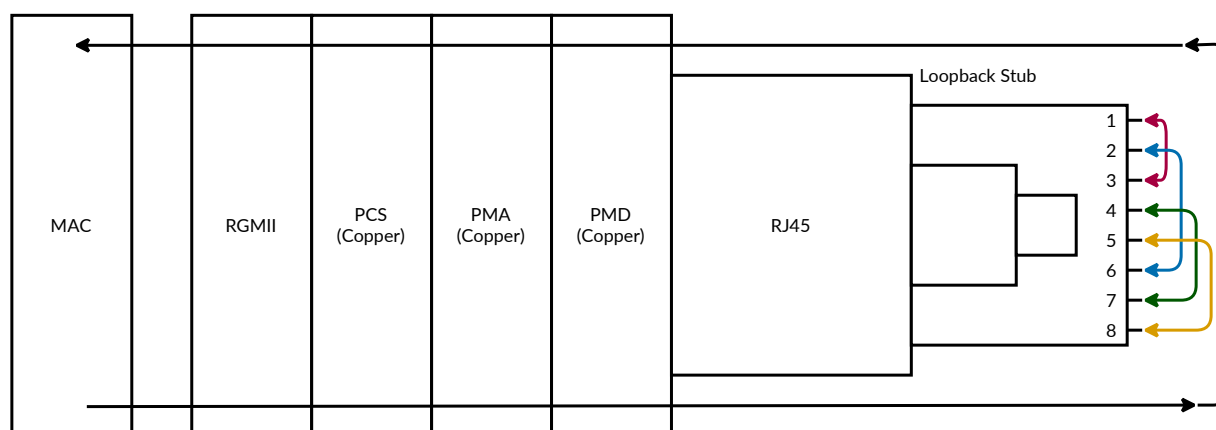 Loopback Stub
MAC
RGMII
PCS
(Copper)
PMA
(Copper)
PMD
(Copper)
RJ45
1
2
3
4
5
6
7
8